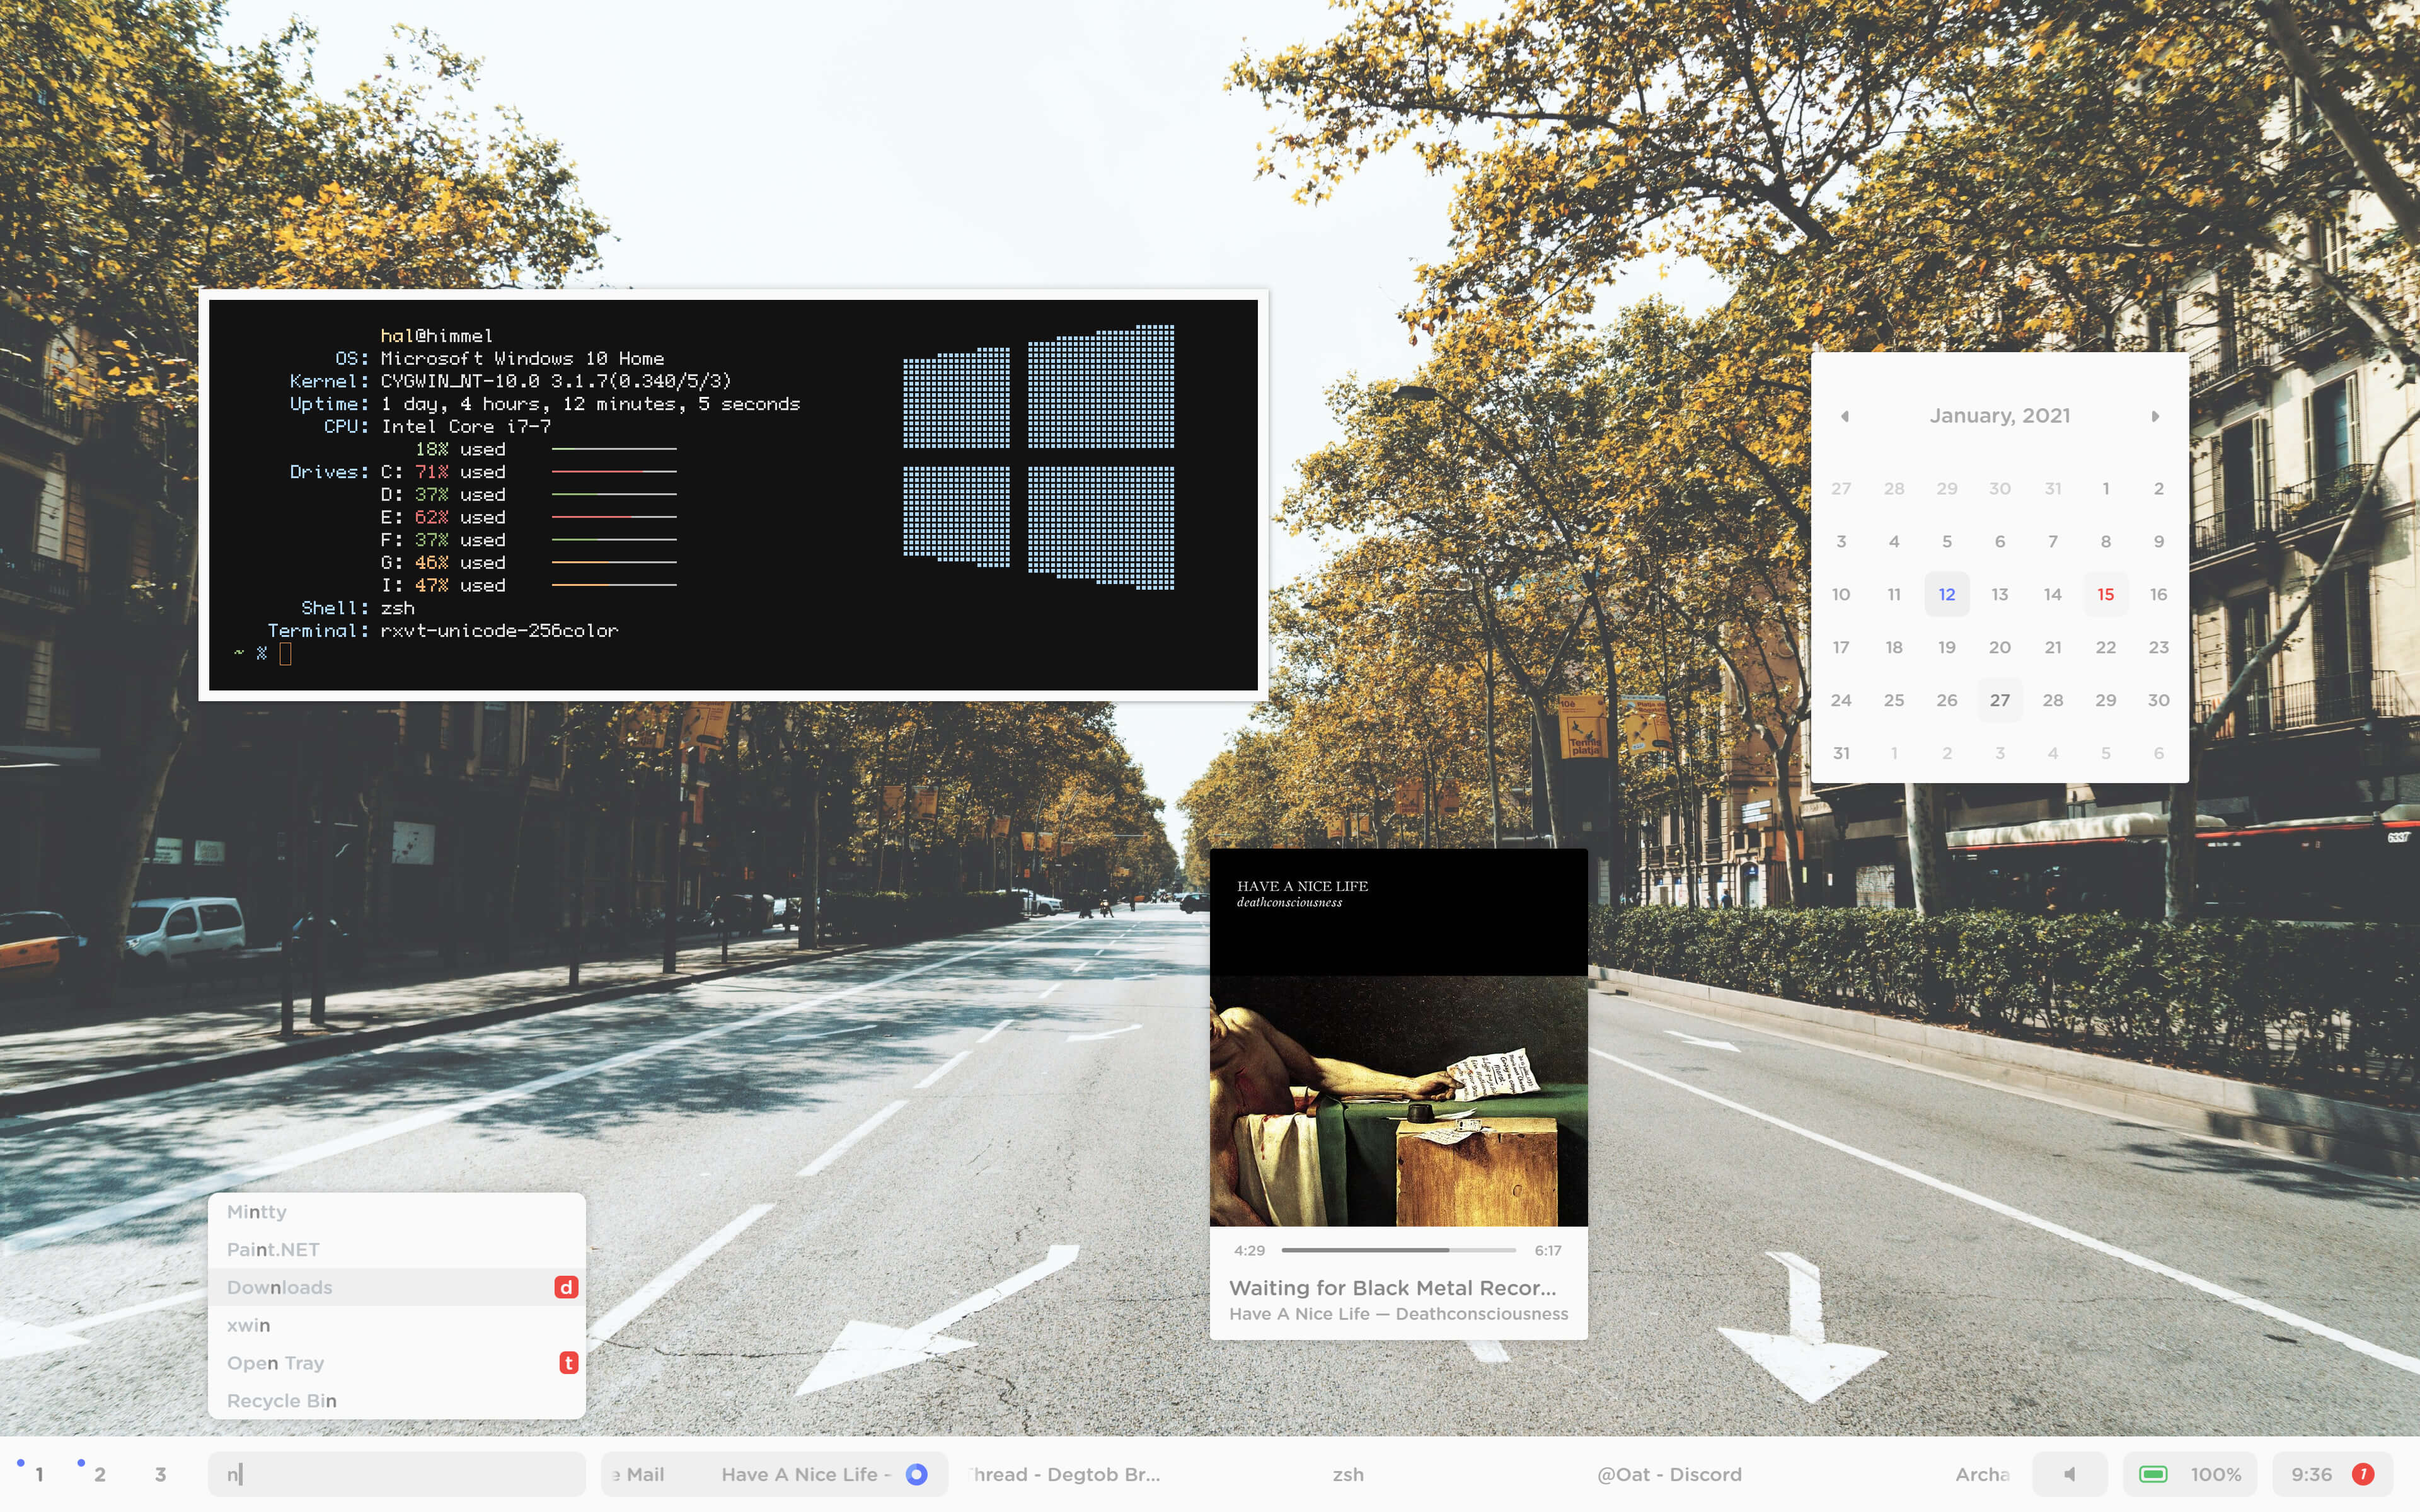 hal@himmel
OS: Microsoft Windows 10 Home
Kernel: CYGWIN_NT-10.0 3.1.7(0.340/5/3)
Uptime: 1 day, 4 hours, 12 minutes, 5 seconds
CPU: Intel Core i7-7
18% used
Drives: C: 71% used
D: 37% used
E: 62% used
F: 37% used
G: 46% used
I: 47% used
Shell: zsh
Terminal: rxvt-unicode-256color
~ %
January, 2021
27 28 29 30 31 1 2
3 4 5 6 7 8 9
10 11 12 13 14 15 16
17 18 19 20 21 22 23
24 25 26 27 28 29 30
31 1 2 3 4 5 6
10è
Tennis
platja
6337
HAVE A NICE LIFE
deathconsciousness
4:29 6:17
Waiting for Black Metal Recor...
Have A Nice Life — Deathconsciousness
Mintty
Paint.NET
Downloads d
xwin
Open Tray t
Recycle Bin
1 2 3 n e Mail Have A Nice Life - hread - Degtob Br... zsh @Oat - Discord Archa 100% 9:36 1